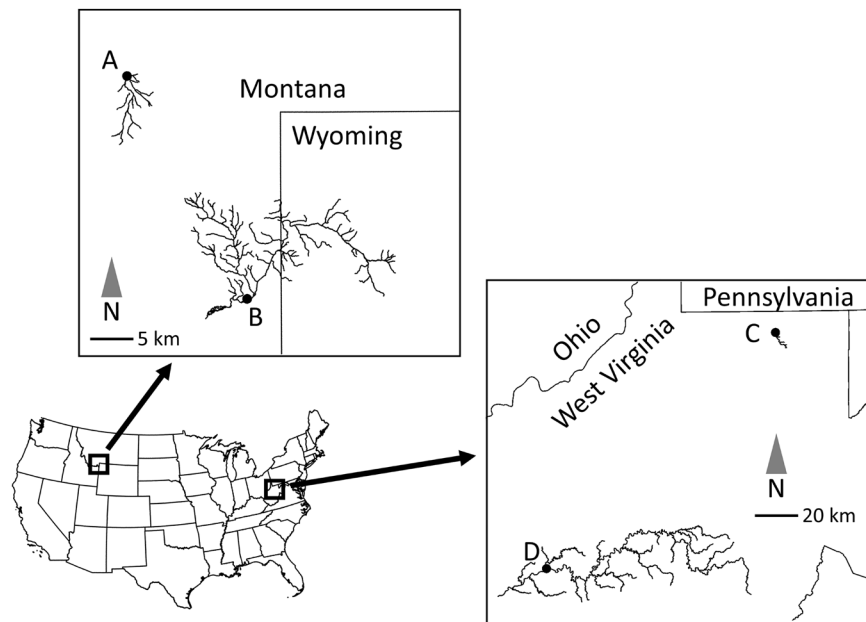 A
Montana
Wyoming
N
5 km
B
Pennsylvania
C
Ohio
West Virginia
N
20 km
D